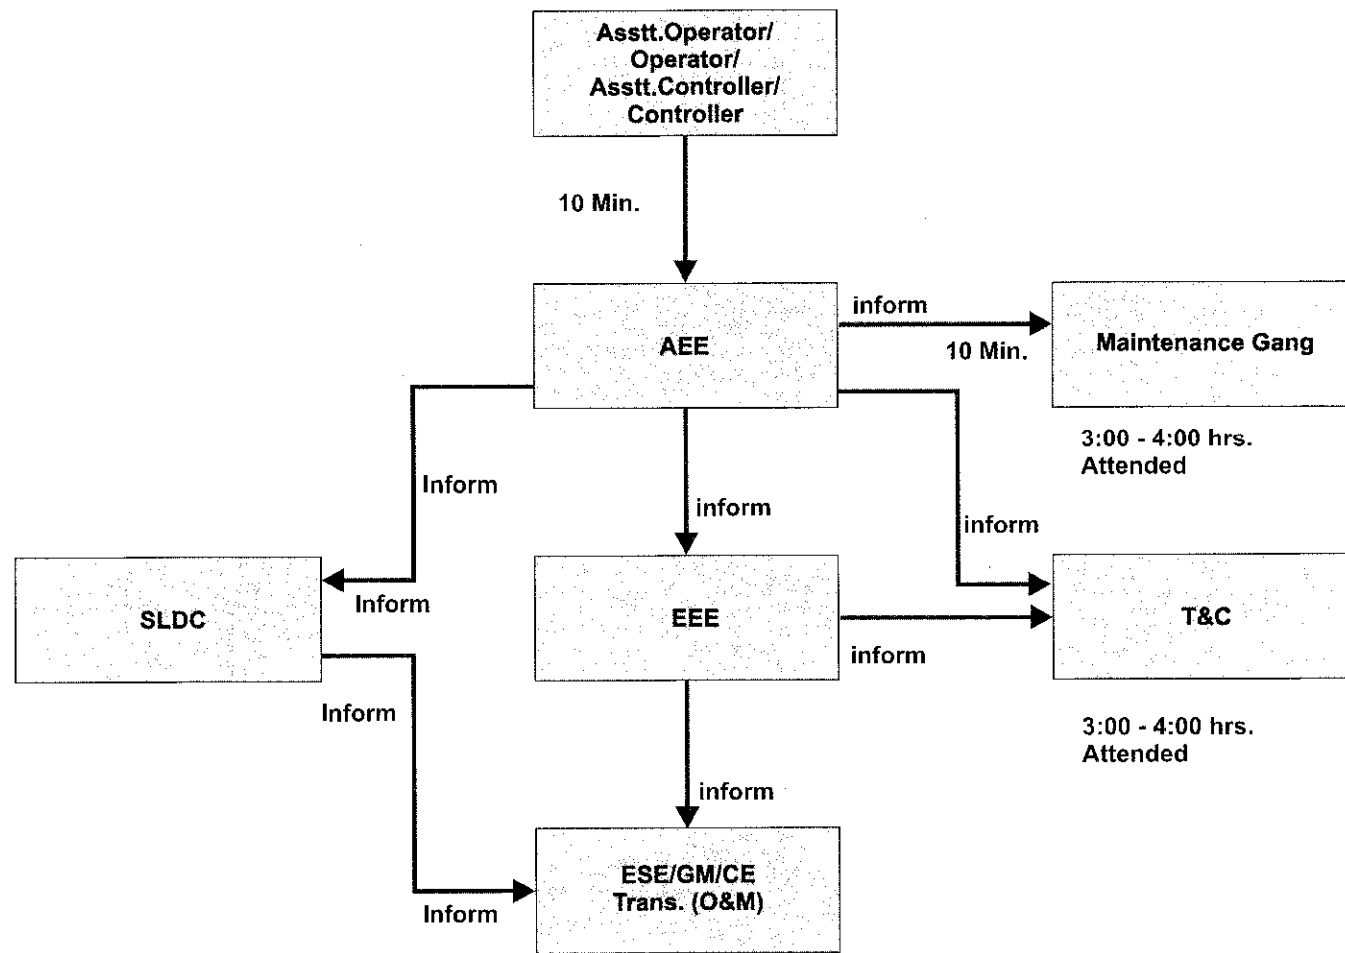 Asstt.Operator/
Operator/
Asstt.Controller/
Controller
10 Min.
AEE
inform
10 Min.
Maintenance Gang
3:00 - 4:00 hrs.
Attended
Inform
inform
inform
SLDC
Inform
EEE
inform
T&C
3:00 - 4:00 hrs.
Attended
Inform
inform
ESE/GM/CE
Trans. (O&M)
Inform